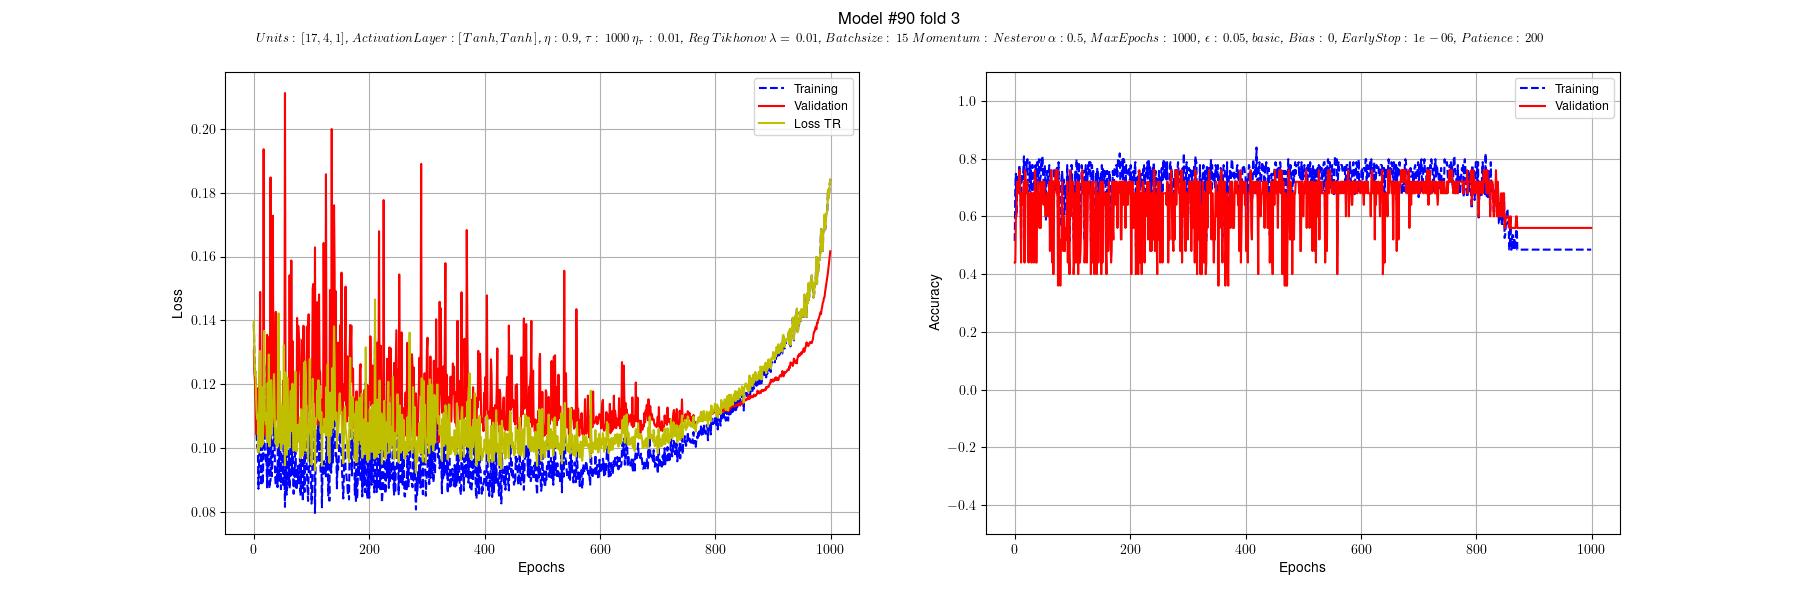 Model #90 fold 3
Units : [17, 4, 1], ActivationLayer : [Tanh, Tanh], η : 0.9, τ : 1000 ητ : 0.01, Reg Tikhonov λ = 0.01, Batchsize : 15 Momentum : Nesterov α : 0.5, MaxEpochs : 1000, ϵ : 0.05, basic, Bias : 0, EarlyStop : 1e − 06, Patience : 200
Loss
0.20
0.18
0.16
0.14
0.12
0.10
0.08
Training
Validation
Loss TR
0 200 400 600 800 1000
Epochs
Accuracy
1.0
0.8
0.6
0.4
0.2
0.0
−0.2
−0.4
Training
Validation
0 200 400 600 800 1000
Epochs